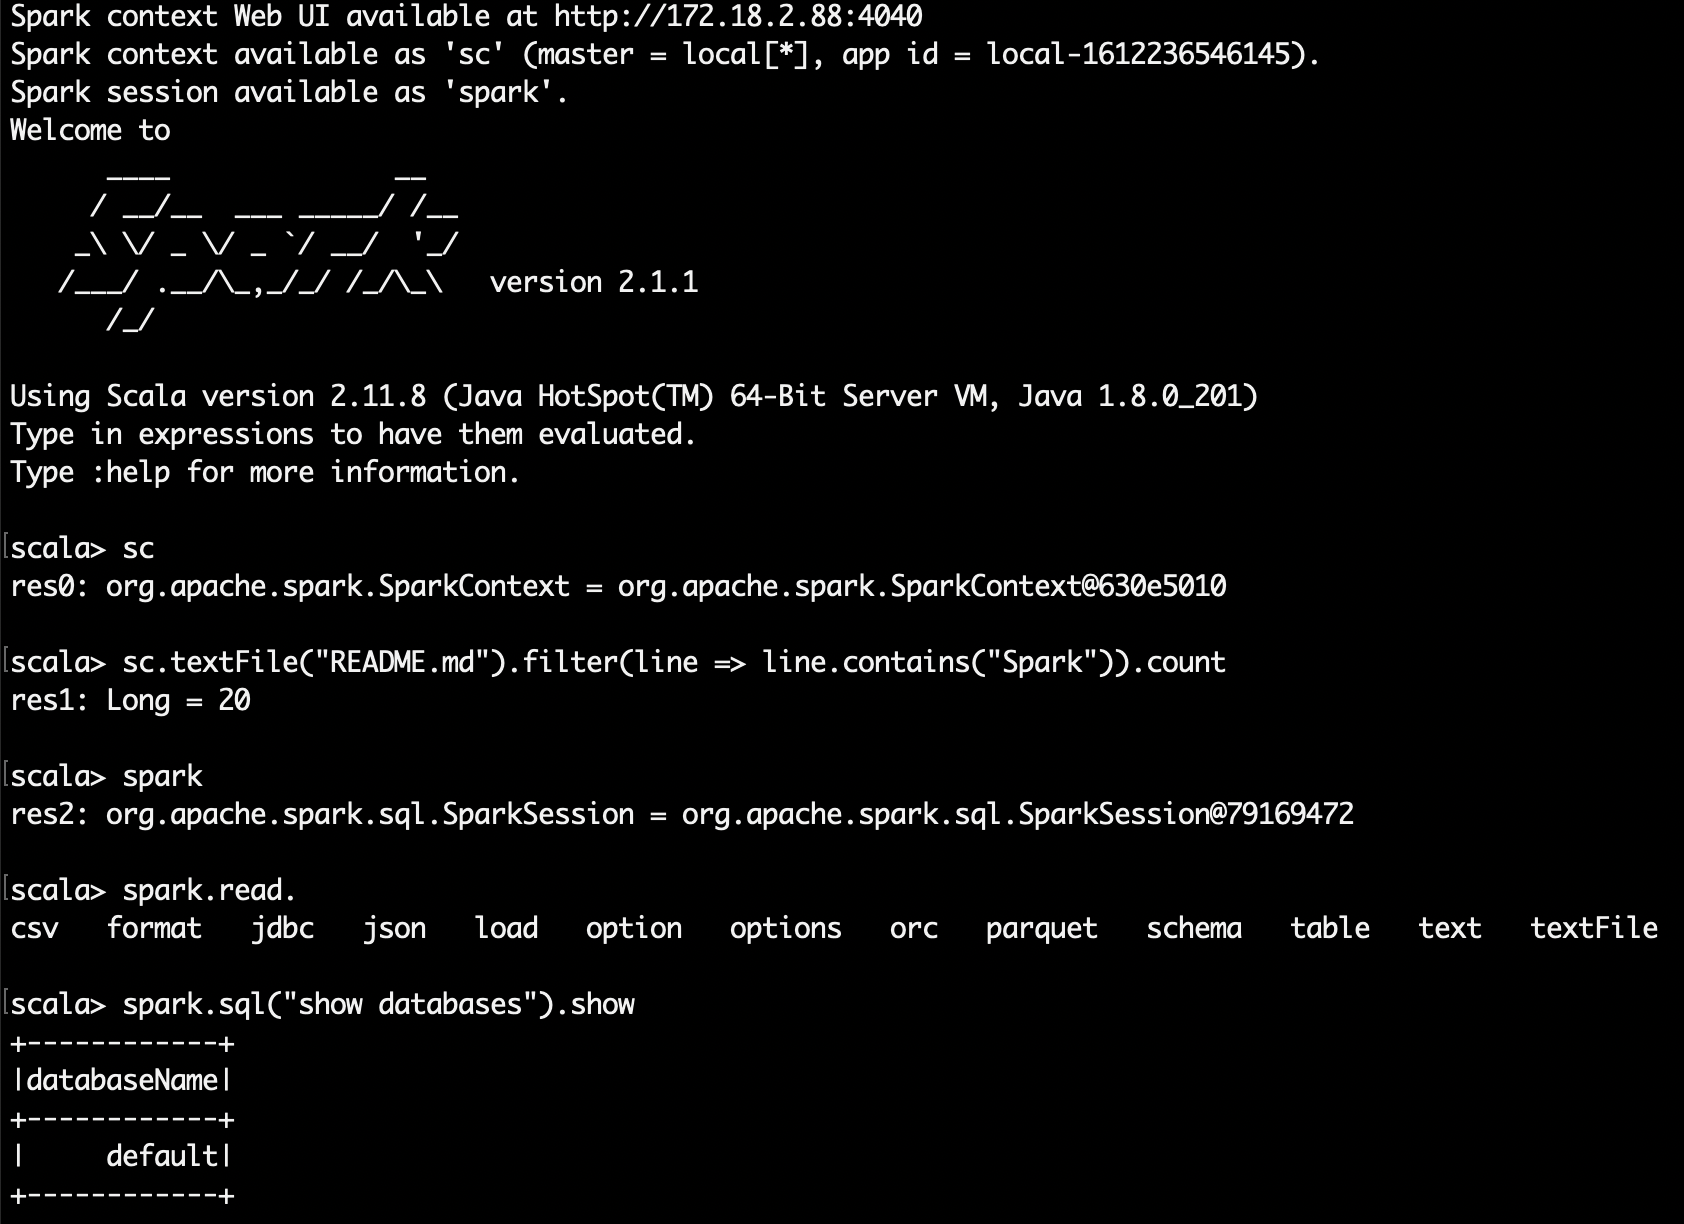 Spark context Web UI available at http://172.18.2.88:4040
Spark context available as 'sc' (master = local[*], app id = local-1612236546145).
Spark session available as 'spark'.
Welcome to
      ____              __
     / __/__  ___ _____/ /__
    _\ \/ _ \/ _ `/ __/  '_/
   /___/ .__/\_,_/_/ /_/\_\   version 2.1.1
      /_/

Using Scala version 2.11.8 (Java HotSpot(TM) 64-Bit Server VM, Java 1.8.0_201)
Type in expressions to have them evaluated.
Type :help for more information.

scala> sc
res0: org.apache.spark.SparkContext = org.apache.spark.SparkContext@630e5010

scala> sc.textFile("README.md").filter(line => line.contains("Spark")).count
res1: Long = 20

scala> spark
res2: org.apache.spark.sql.SparkSession = org.apache.spark.sql.SparkSession@79169472

scala> spark.read.
csv   format   jdbc   json   load   option   options   orc   parquet   schema   table   text   textFile

scala> spark.sql("show databases").show
+------------+
|databaseName|
+------------+
|     default|
+------------+